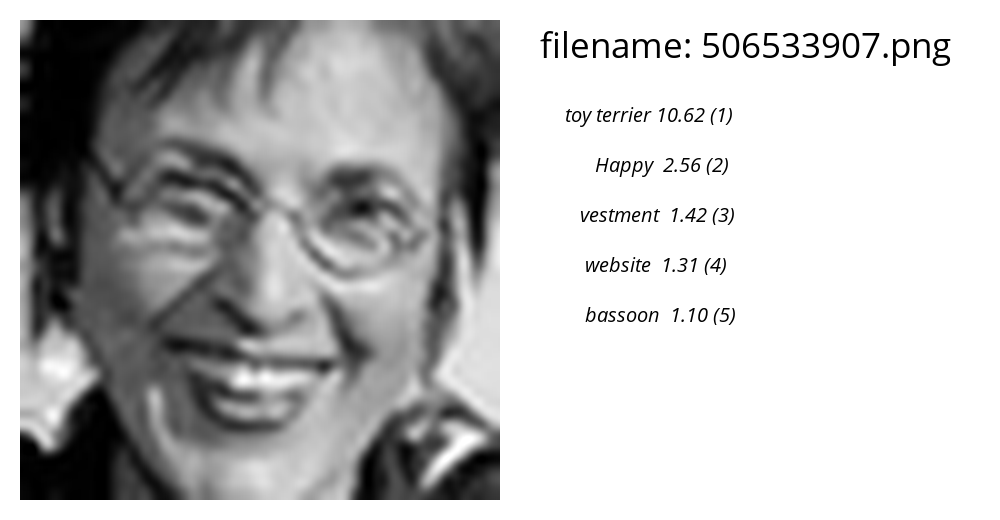 filename: 506533907.png
toy terrier 10.62 (1)
Happy 2.56 (2)
vestment 1.42 (3)
website 1.31 (4)
bassoon 1.10 (5)